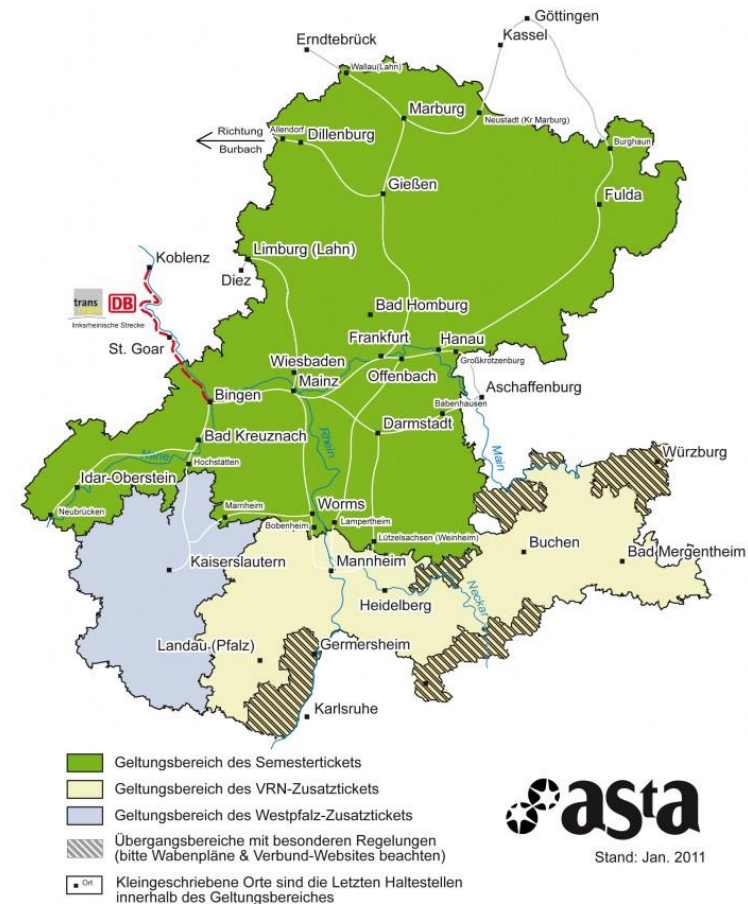 Göttingen
Kassel
Erndtebrück
Wallau(Lahn)
Marburg
Neustadt (Kr Marburg)
Richtung
Burbach
Allendorf
Dillenburg
Burghaun
Gießen
Fulda
Koblenz
Limburg (Lahn)
Diez
trans
DB
linksrheinische Strecke
Bad Homburg
St. Goar
Frankfurt
Hanau
Großkrotzenburg
Wiesbaden
Mainz
Offenbach
Aschaffenburg
Bingen
Babenhausen
Darmstadt
Bad Kreuznach
Rhein
Main
Würzburg
Nahe
Hochstätten
Idar-Oberstein
Neubrücken
Marnheim
Worms
Bobenheim
Lampertheim
Lützelsachsen (Weinheim)
Buchen
Kaiserslautern
Mannheim
Bad Mergentheim
Heidelberg
Neckar
Landau (Pfalz)
Germersheim
Karlsruhe
Geltungsbereich des Semestertickets
Geltungsbereich des VRN-Zusatztickets
Geltungsbereich des Westpfalz-Zusatztickets
Übergangsbereiche mit besonderen Regelungen
(bitte Wabenpläne & Verbund-Websites beachten)
Ort
Kleingeschriebene Orte sind die Letzten Haltestellen
innerhalb des Geltungsbereiches
asta
Stand: Jan. 2011